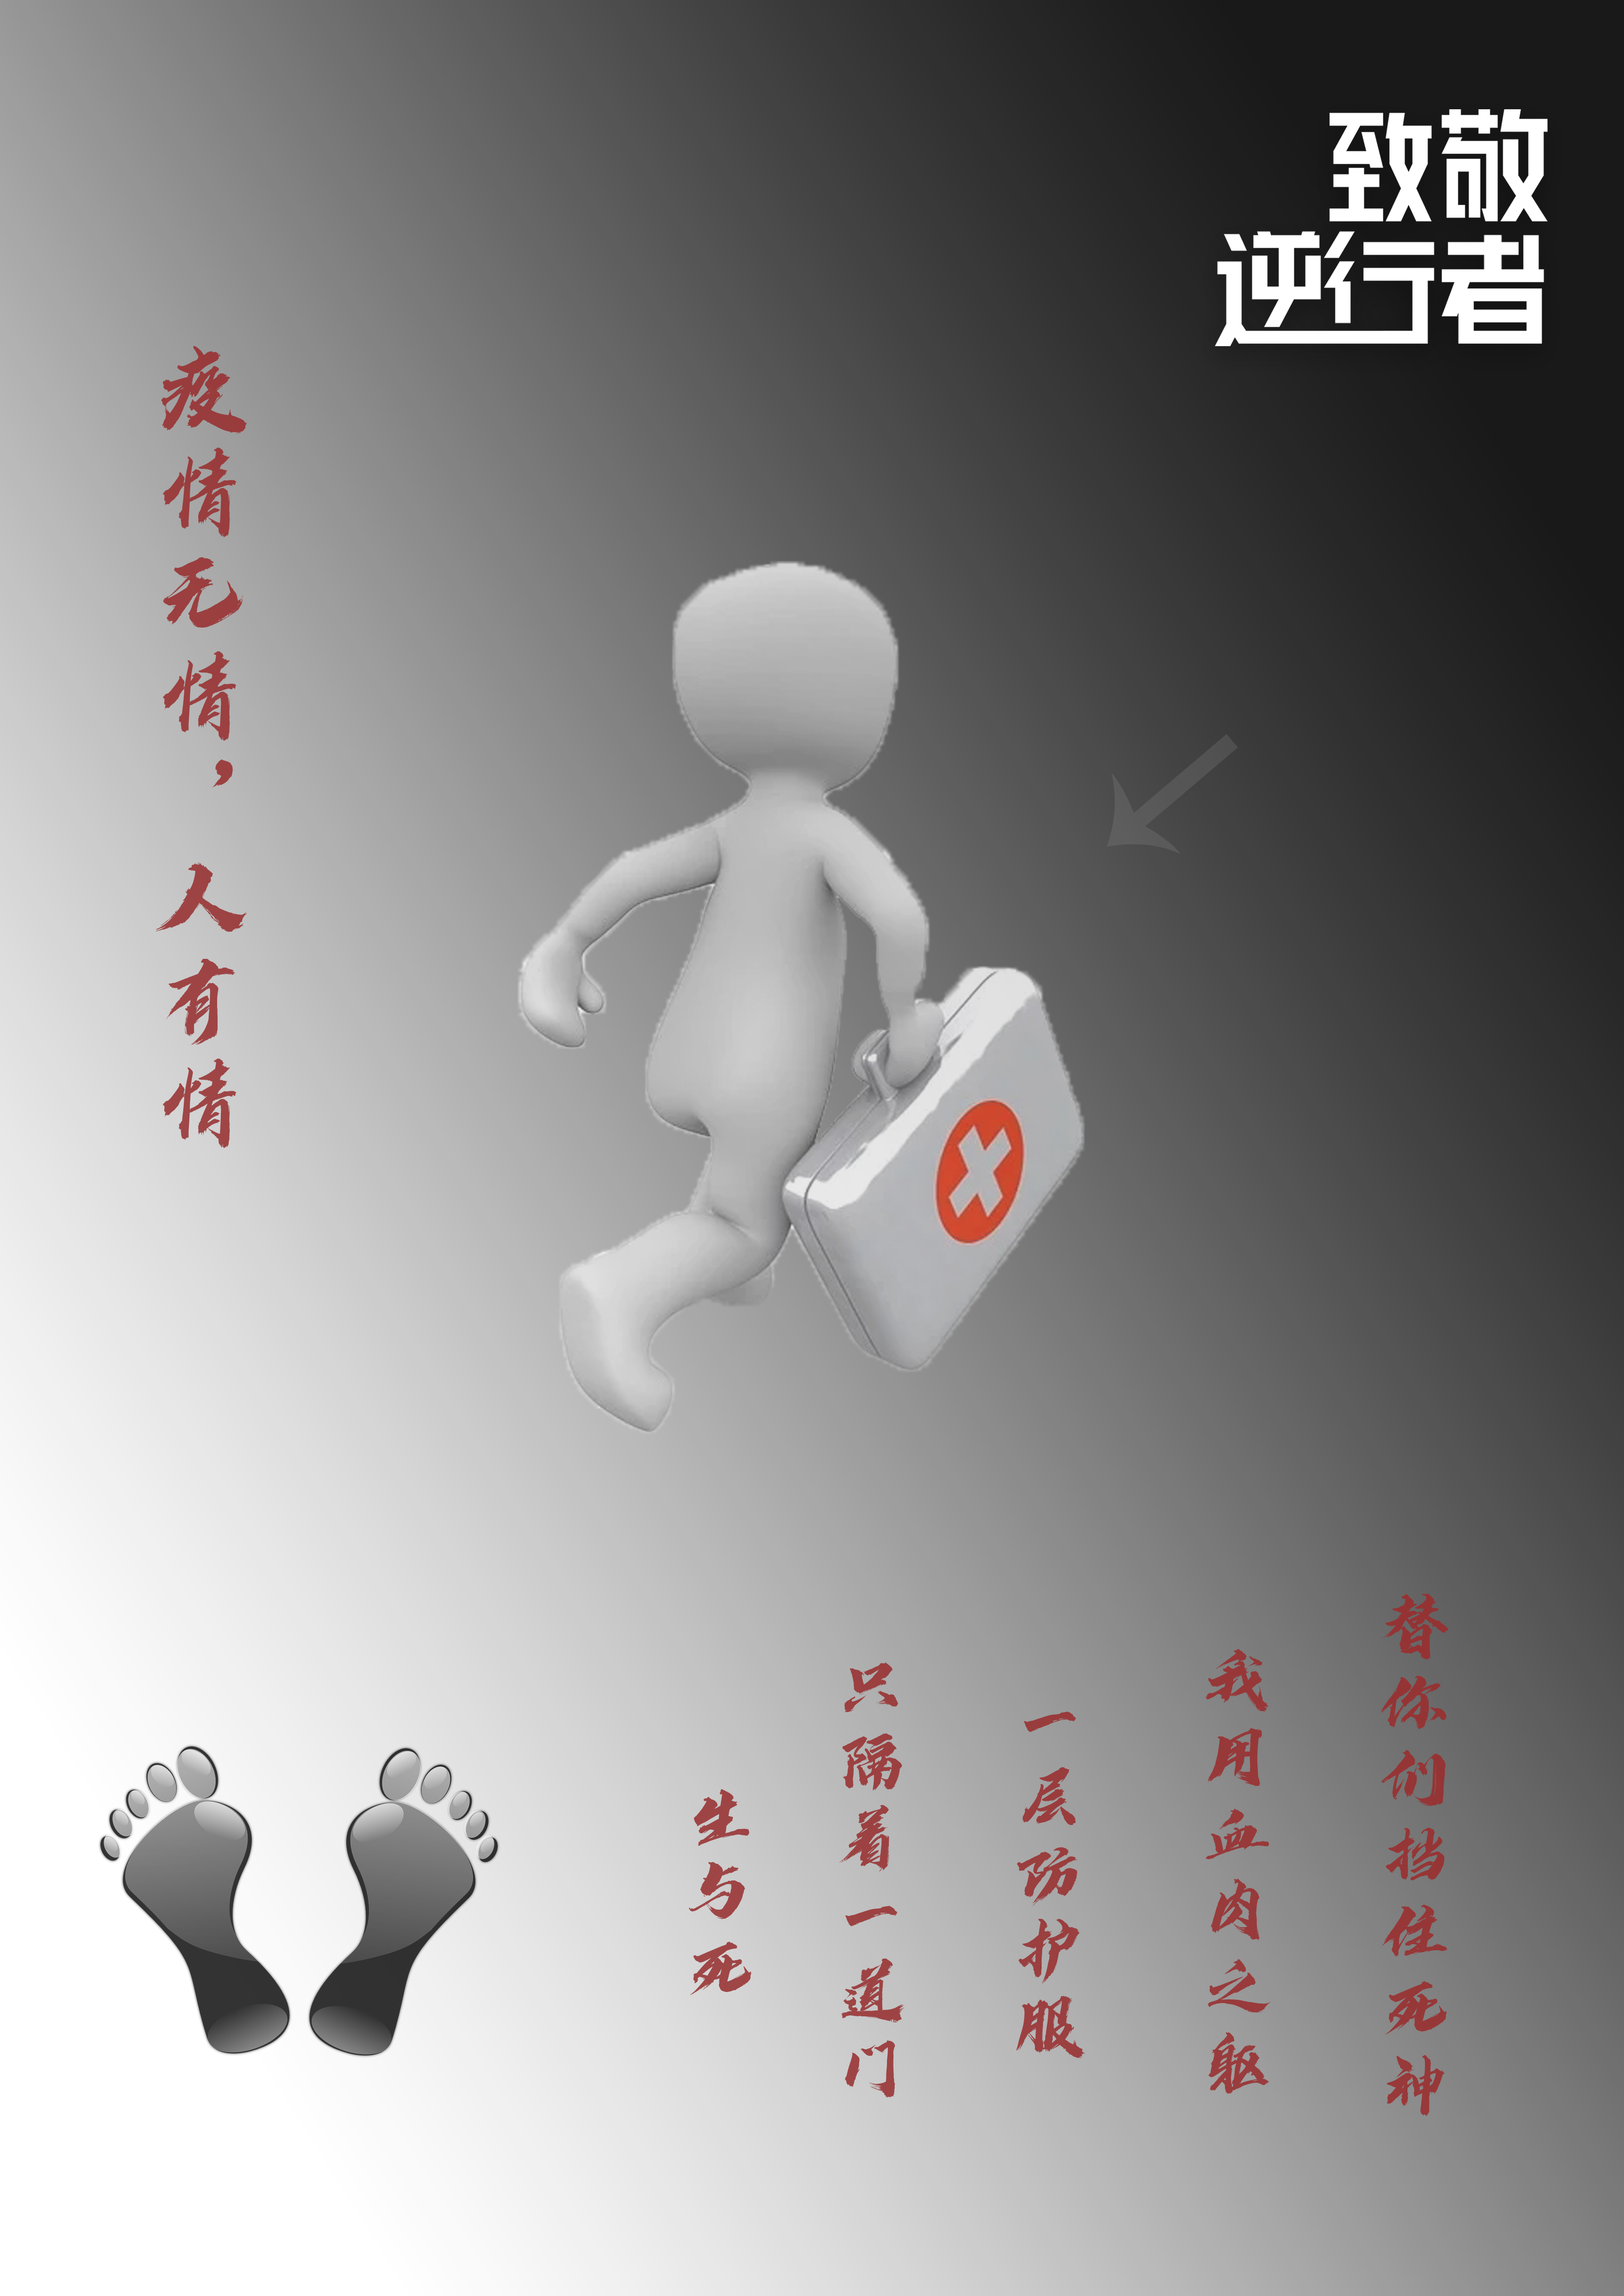 致敬
逆行者
疫情无情，人有情
生与死
只隔着一道门
一层防护服
我用血肉之躯
替你们挡住死神